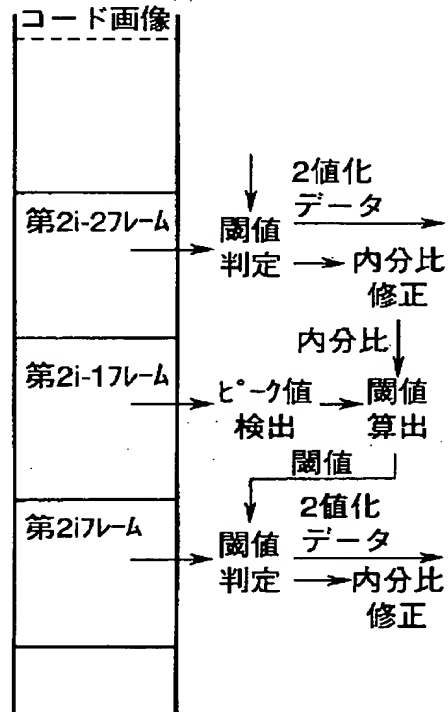 コード画像
第2i-2フレーム
2値化
データ
閾値
判定
内分比
修正
内分比
第2i-1フレーム
ピーク値
検出
閾値
算出
閾値
第2iフレーム
2値化
データ
閾値
判定
内分比
修正